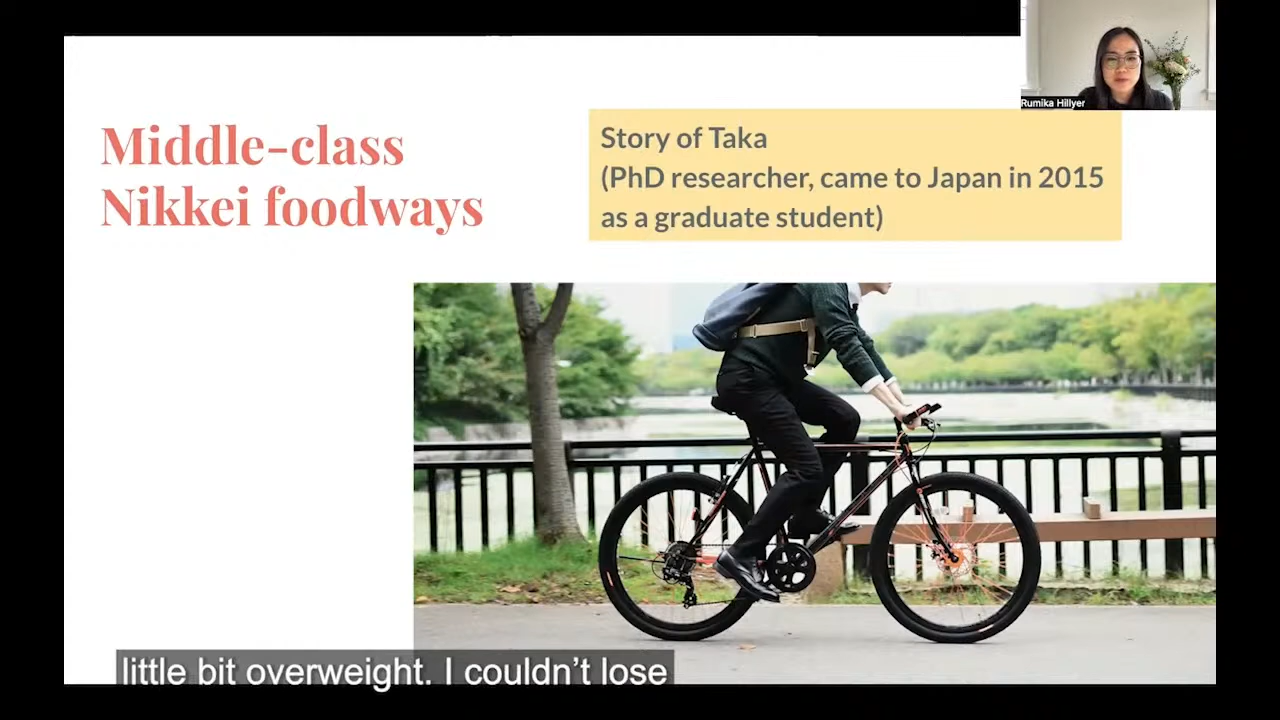 Rumika Hillyer
Middle-class
Nikkei foodways
Story of Taka
(PhD researcher, came to Japan in 2015
as a graduate student)
little bit overweight. I couldn't lose